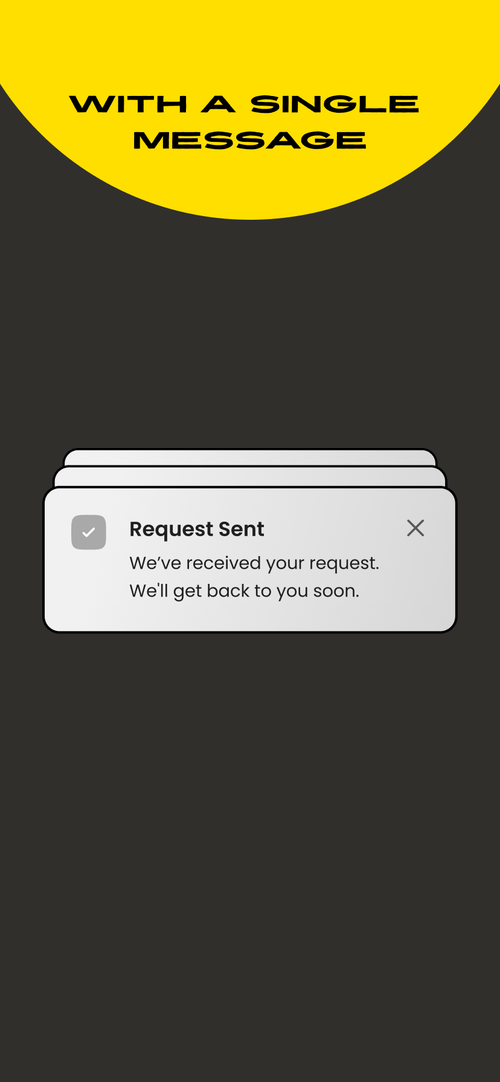 WITH A SINGLE
MESSAGE
Request Sent
We’ve received your request.
We'll get back to you soon.